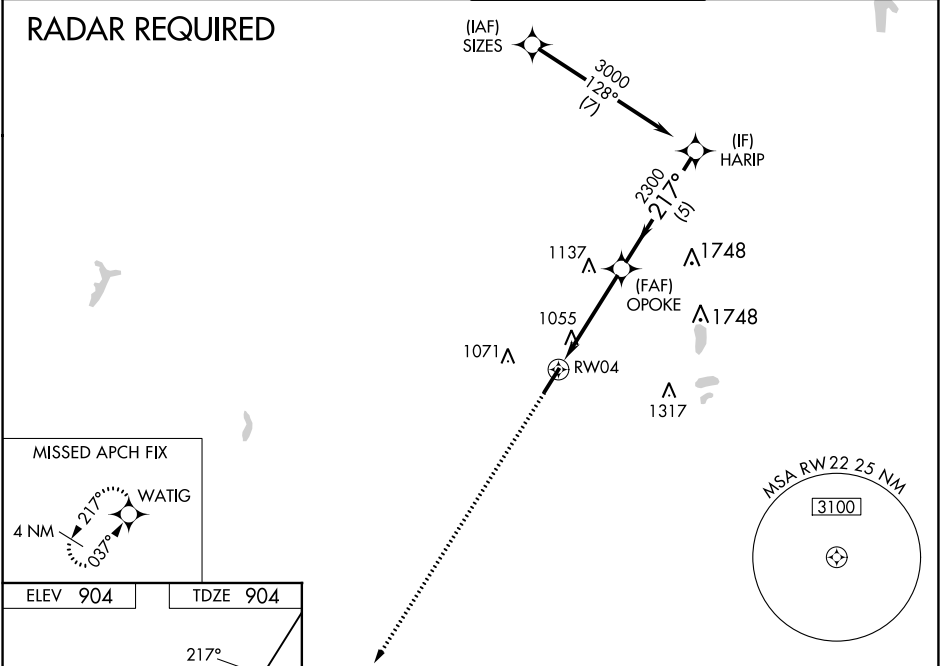 RADAR REQUIRED
(IAF)
SIZES
3000
128°
(7)
(IF)
HARIP
2300
217°
(5)
1137
1748
(FAF)
OPOKE
1748
1055
1071
RW04
1317
MISSED APCH FIX
WATIG
217°
4 NM
037°
MSA RW22 25 NM
3100
ELEV 904
TDZE 904
217°